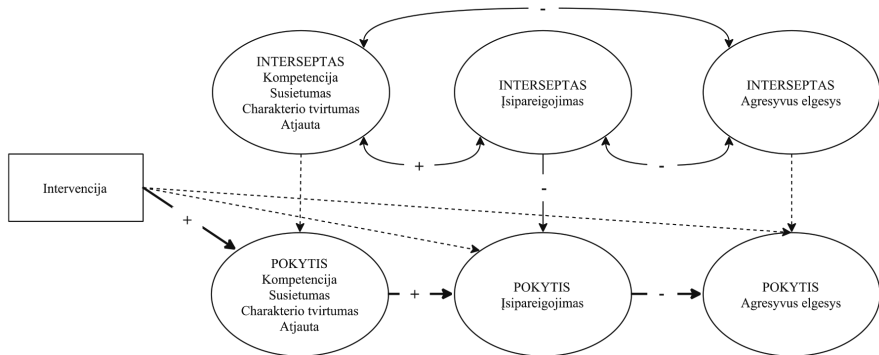 -
INTERSEPTAS
Kompetencija
Susietumas
Charakterio tvirtumas
Atjauta
INTERSEPTAS
Įsipareigojimas
INTERSEPTAS
Agresyvus elgesys
+
-
Intervencija
-
+
POKYTIS
Kompetencija
Susietumas
Charakterio tvirtumas
Atjauta
+
POKYTIS
Įsipareigojimas
-
POKYTIS
Agresyvus elgesys